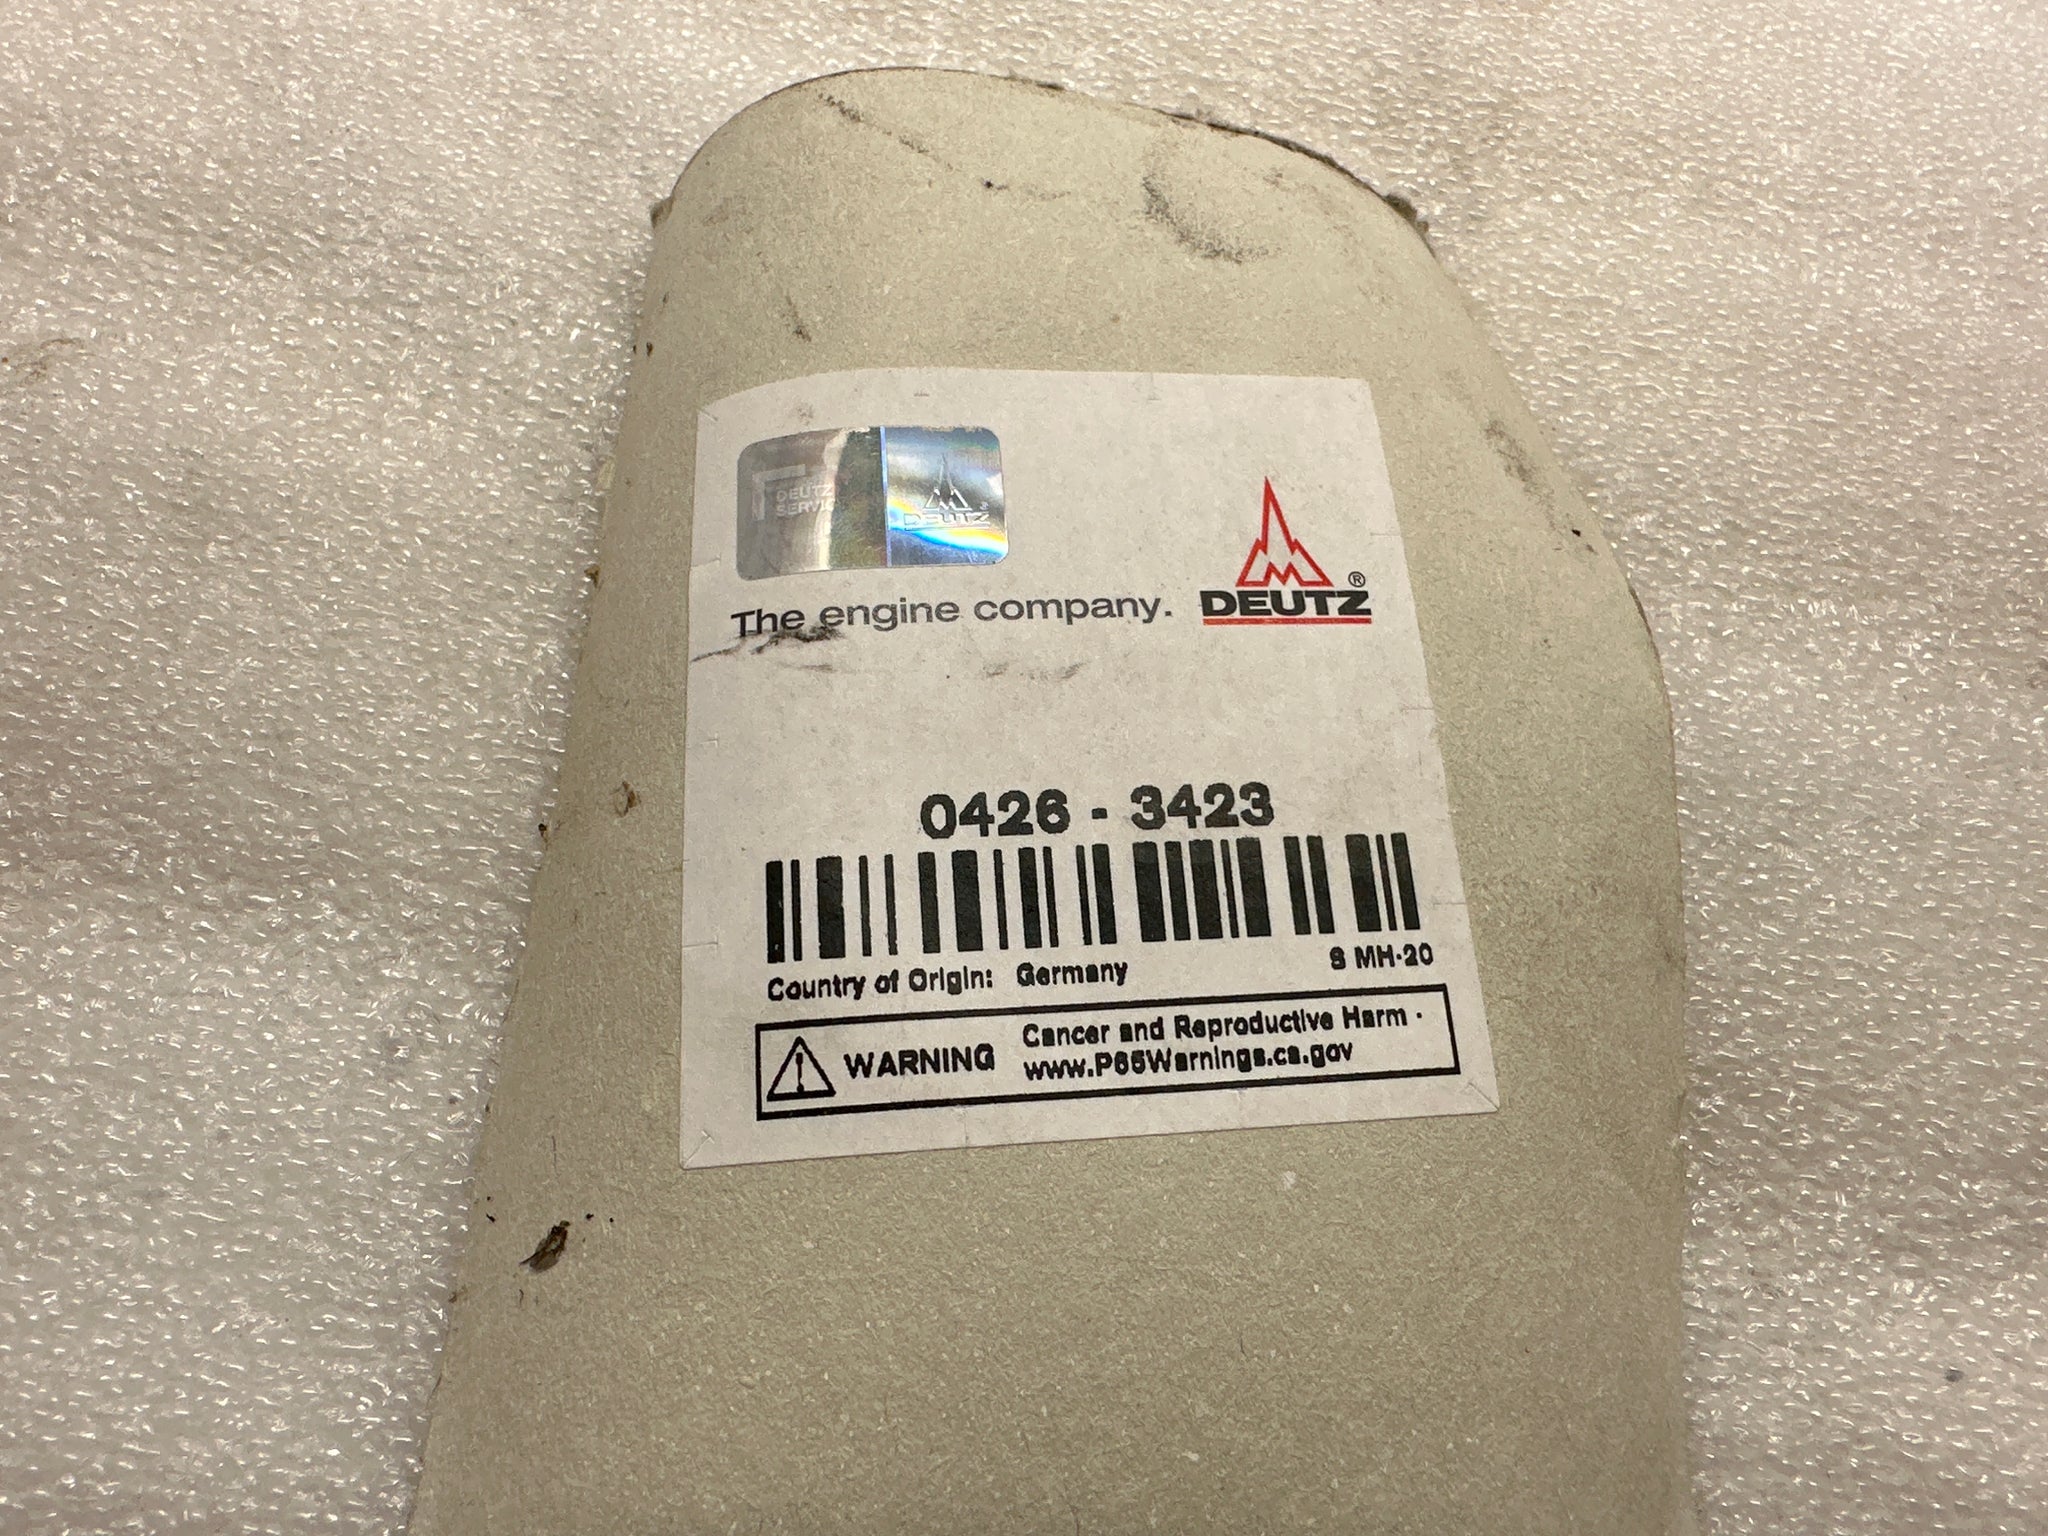 DEUTZ
SERVIC
DEUTZ
The engine company.
DEUTZ®
0426 - 3423
Country of Origin: Germany
S MH-20
WARNING
Cancer and Reproductive Harm -
www.P65Warnings.ca.gov